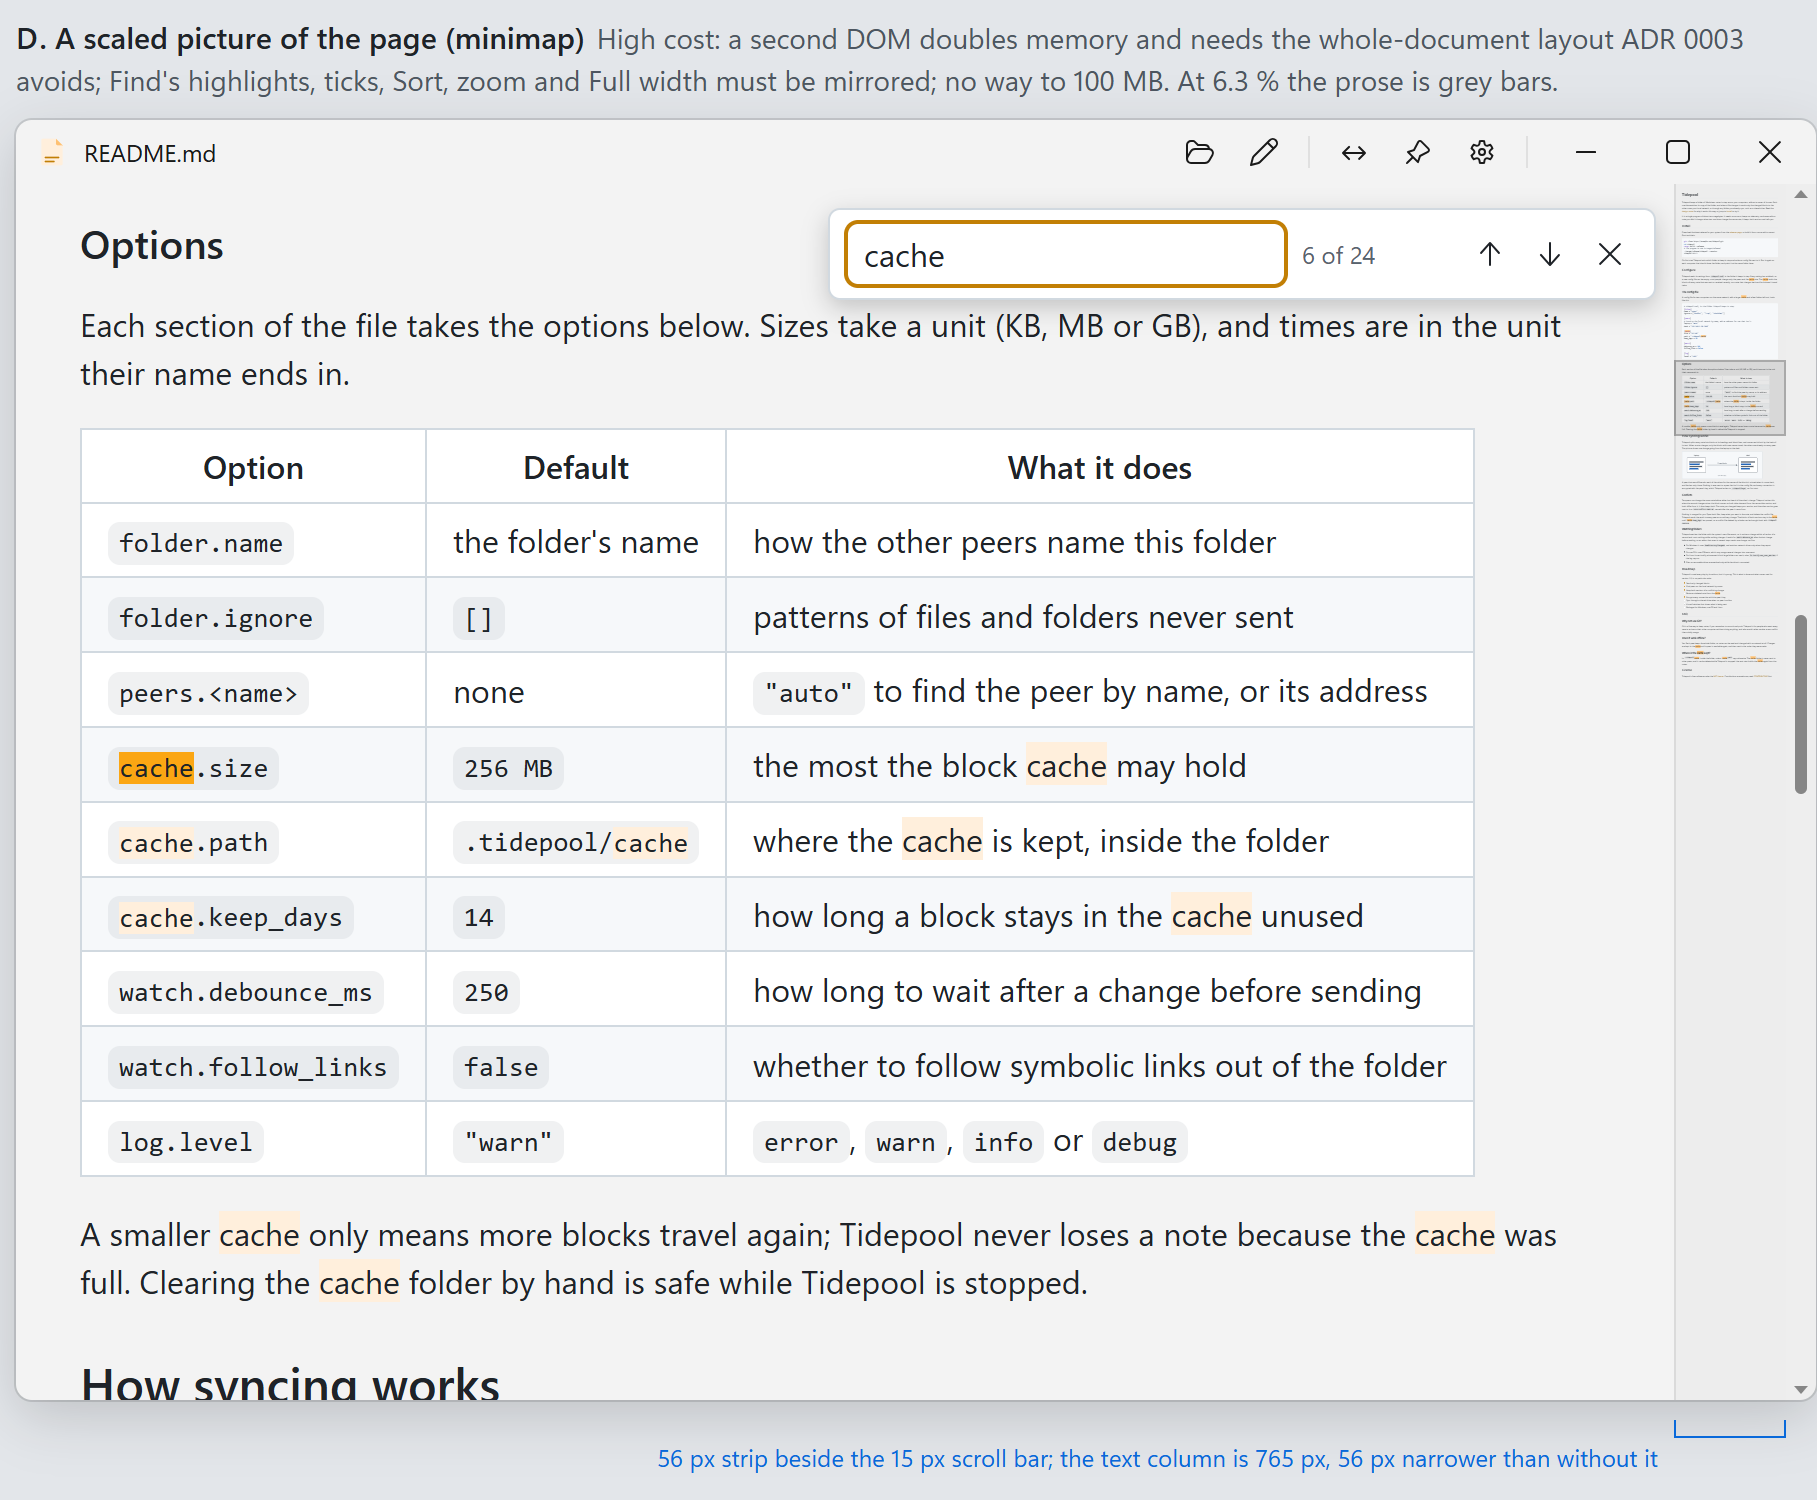 D. A scaled picture of the page (minimap) High cost: a second DOM doubles memory and needs the whole-document layout ADR 0003
avoids; Find's highlights, ticks, Sort, zoom and Full width must be mirrored; no way to 100 MB. At 6.3 % the prose is grey bars.
README.md
cache
6 of 24
Options
Each section of the file takes the options below. Sizes take a unit (KB, MB or GB), and times are in the unit
their name ends in.
Option Default What it does
folder.name the folder's name how the other peers name this folder
folder.ignore [] patterns of files and folders never sent
peers.<name> none "auto" to find the peer by name, or its address
cache.size 256 MB the most the block cache may hold
cache.path .tidepool/cache where the cache is kept, inside the folder
cache.keep_days 14 how long a block stays in the cache unused
watch.debounce_ms 250 how long to wait after a change before sending
watch.follow_links false whether to follow symbolic links out of the folder
log.level "warn" error, warn, info or debug
A smaller cache only means more blocks travel again; Tidepool never loses a note because the cache was
full. Clearing the cache folder by hand is safe while Tidepool is stopped.
How syncing works
56 px strip beside the 15 px scroll bar; the text column is 765 px, 56 px narrower than without it